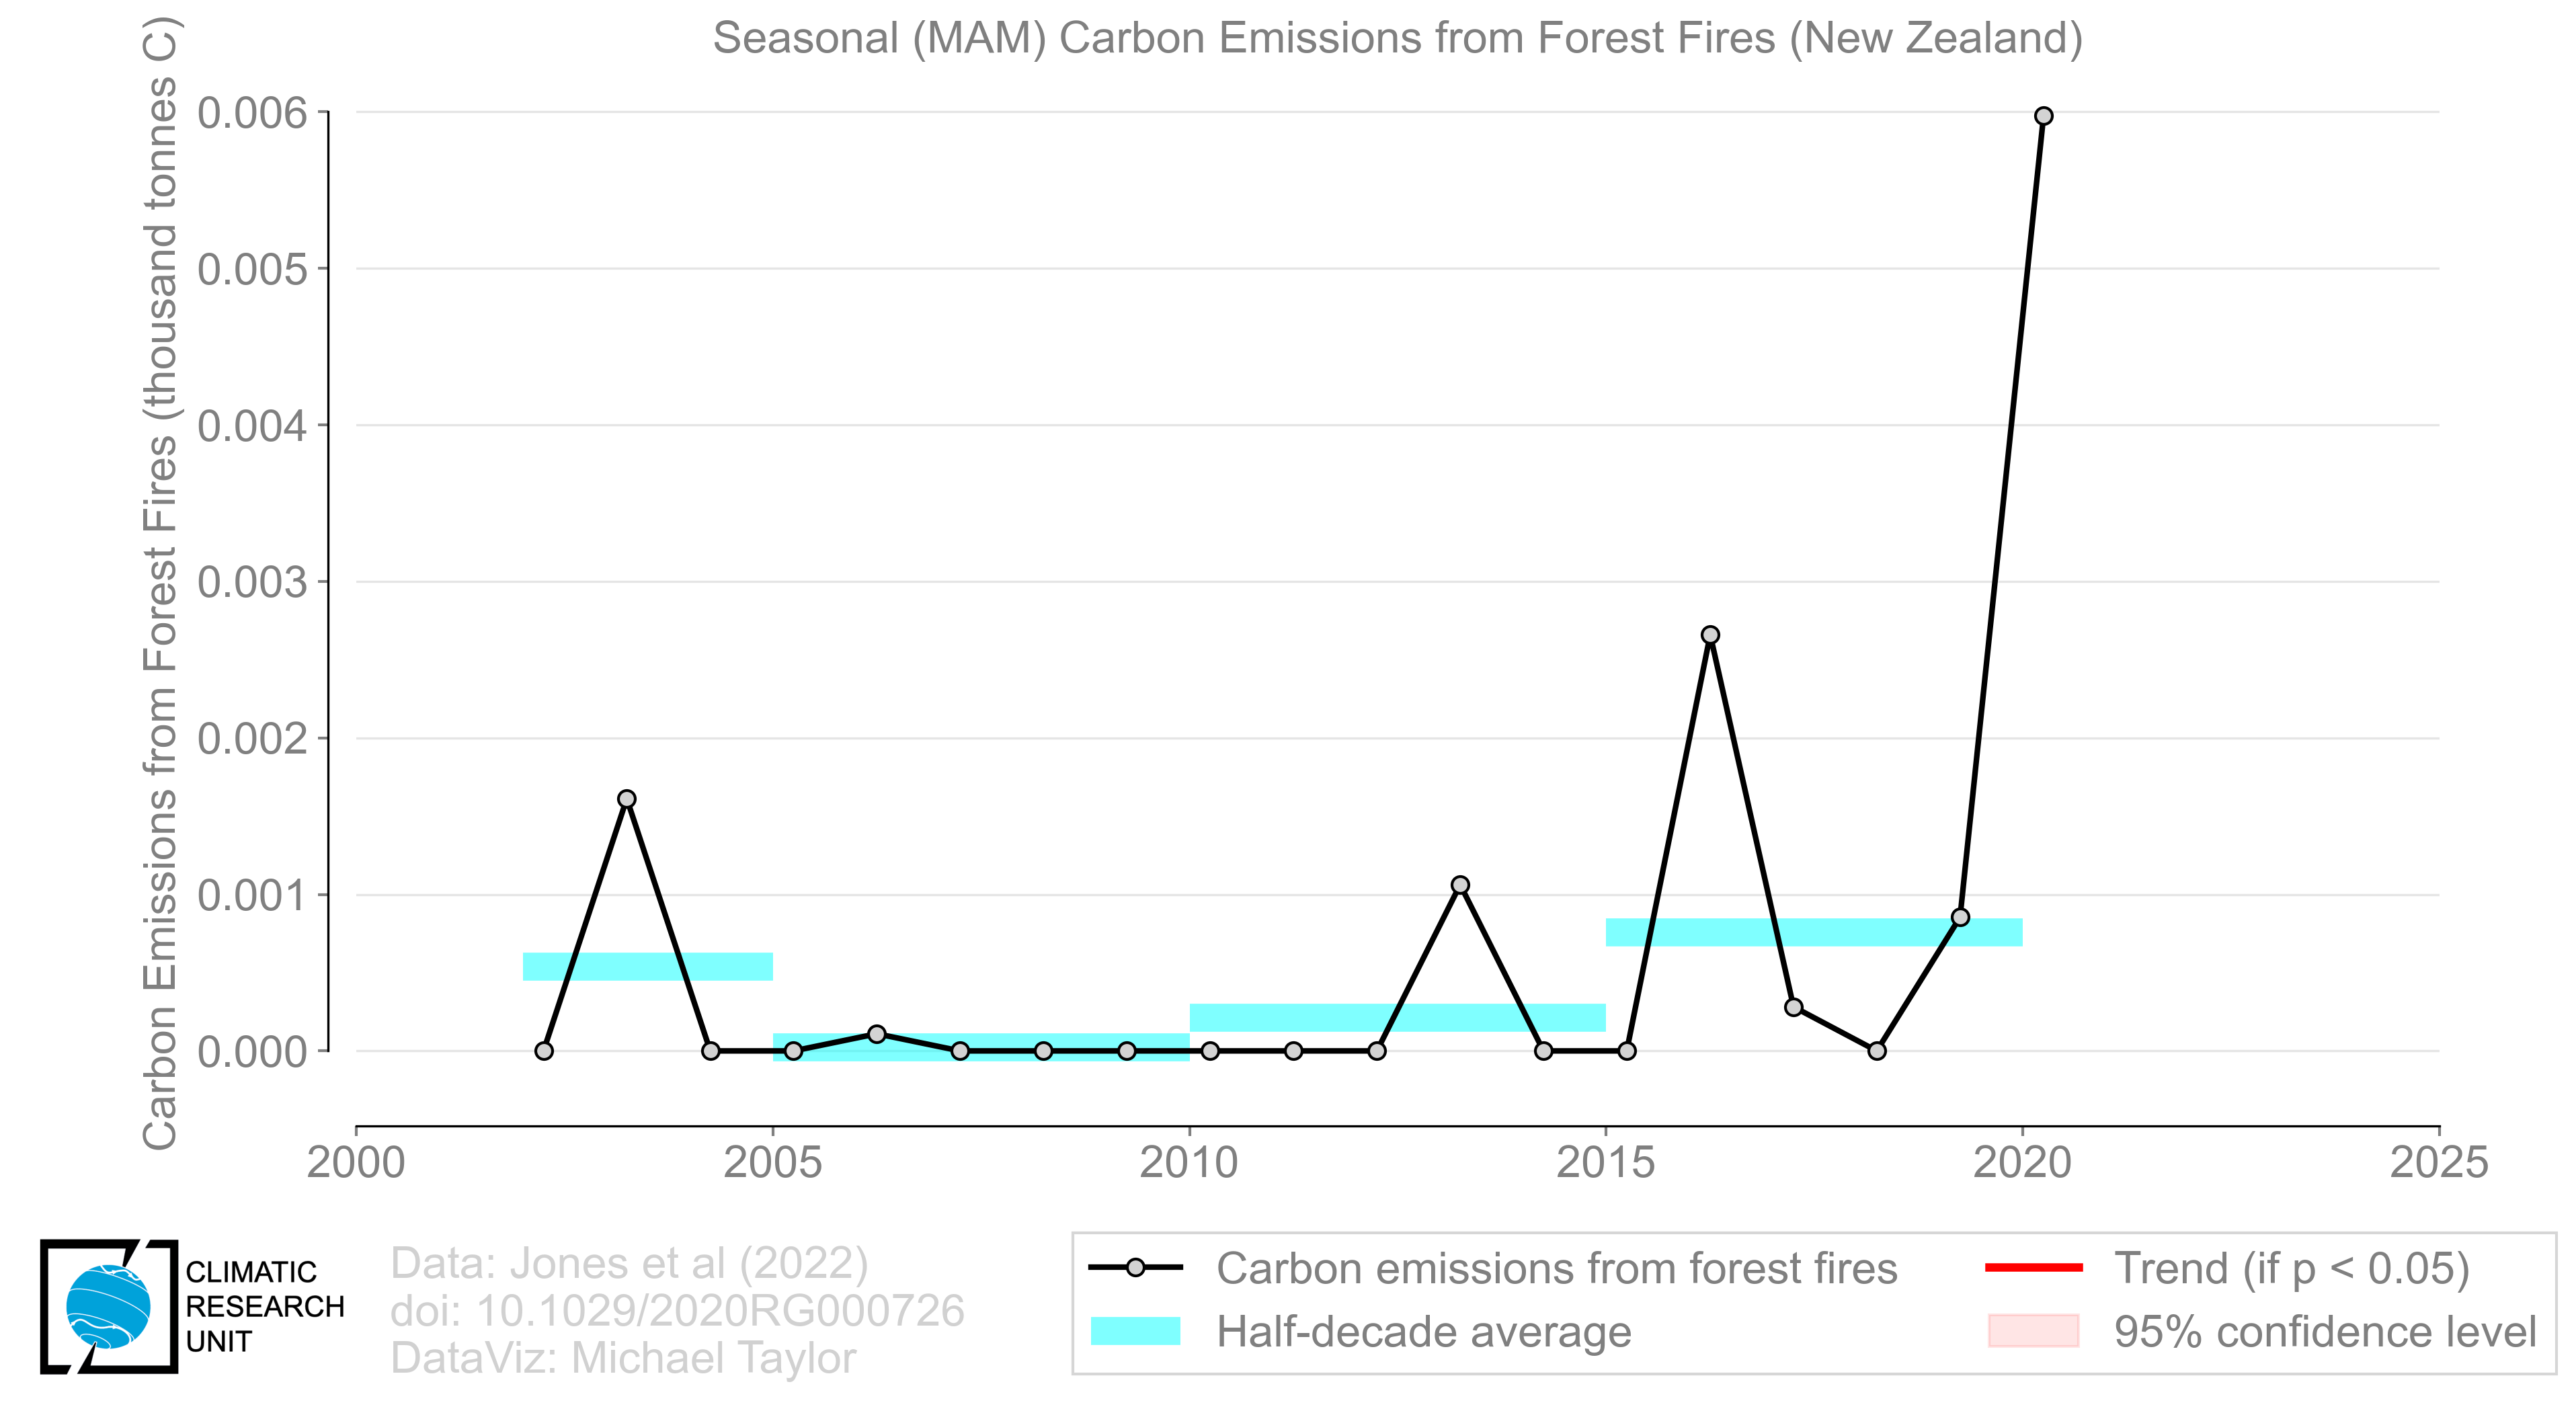 Seasonal (MAM) Carbon Emissions from Forest Fires (New Zealand)
Carbon Emissions from Forest Fires (thousand tonnes C)
0.006
0.005
0.004
0.003
0.002
0.001
0.000
2000 2005 2010 2015 2020 2025
CLIMATIC
RESEARCH
UNIT
Data: Jones et al (2022)
doi: 10.1029/2020RG000726
DataViz: Michael Taylor
Carbon emissions from forest fires
Half-decade average
Trend (if p < 0.05)
95% confidence level